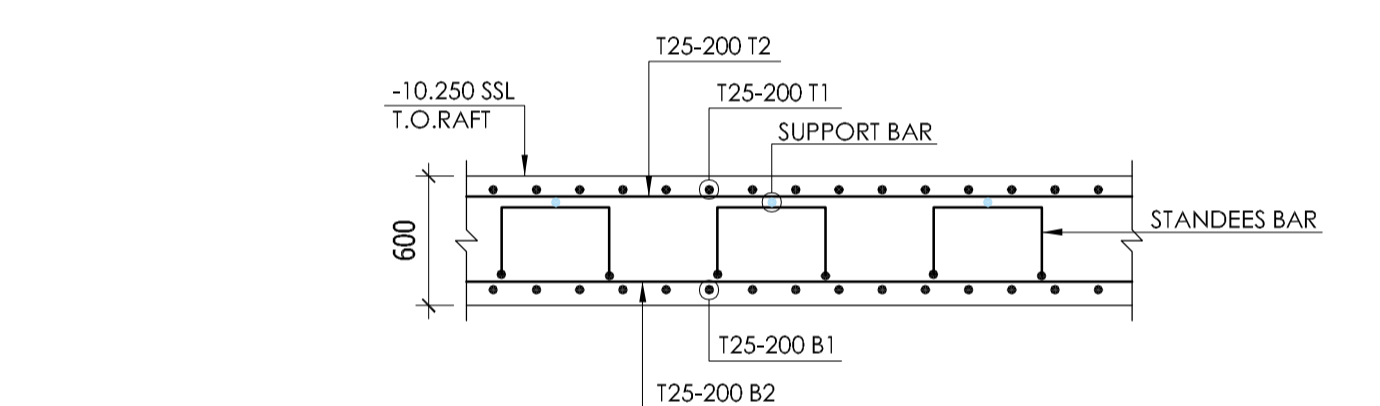 T25-200 T2
-10.250 SSL
T.O.RAFT
T25-200 T1
SUPPORT BAR
600
STANDEES BAR
T25-200 B1
T25-200 B2